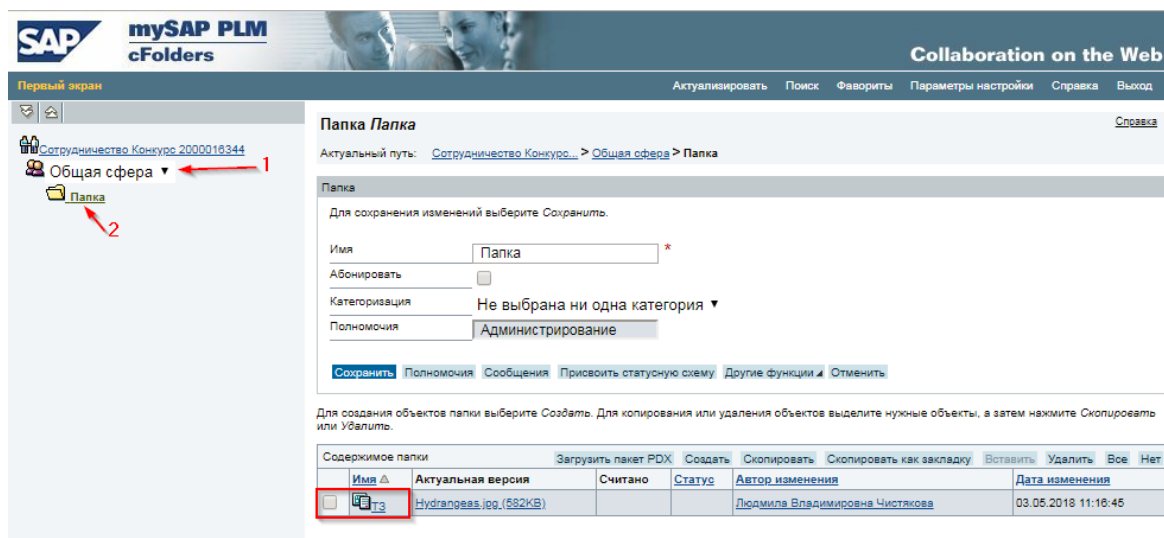 SAP
mySAP PLM
cFolders
Collaboration on the Web
Первый экран
Актуализировать Поиск Фавориты Параметры настройки Справка Выход
Сотрудничество Конкурс 2000016344
Общая сфера ▼
1
Папка
2
Папка Папка
Справка
Актуальный путь: Сотрудничество Конкурс... > Общая сфера > Папка
Папка
Для сохранения изменений выберите Сохранить.
Имя Папка *
Абонировать
Категоризация Не выбрана ни одна категория ▼
Полномочия Администрирование
Сохранить Полномочия Сообщения Присвоить статусную схему Другие функции Отменить
Для создания объектов папки выберите Создать. Для копирования или удаления объектов выделите нужные объекты, а затем нажмите Скопировать
или Удалить.
Содержимое папки Загрузить пакет PDX Создать Скопировать Скопировать как закладку Вставить Удалить Все Нет
Имя Актуальная версия Считано Статус Автор изменения Дата изменения
ТЗ Hydrangeas.jpg (582KB) Людмила Владимировна Чистякова 03.05.2018 11:16:45